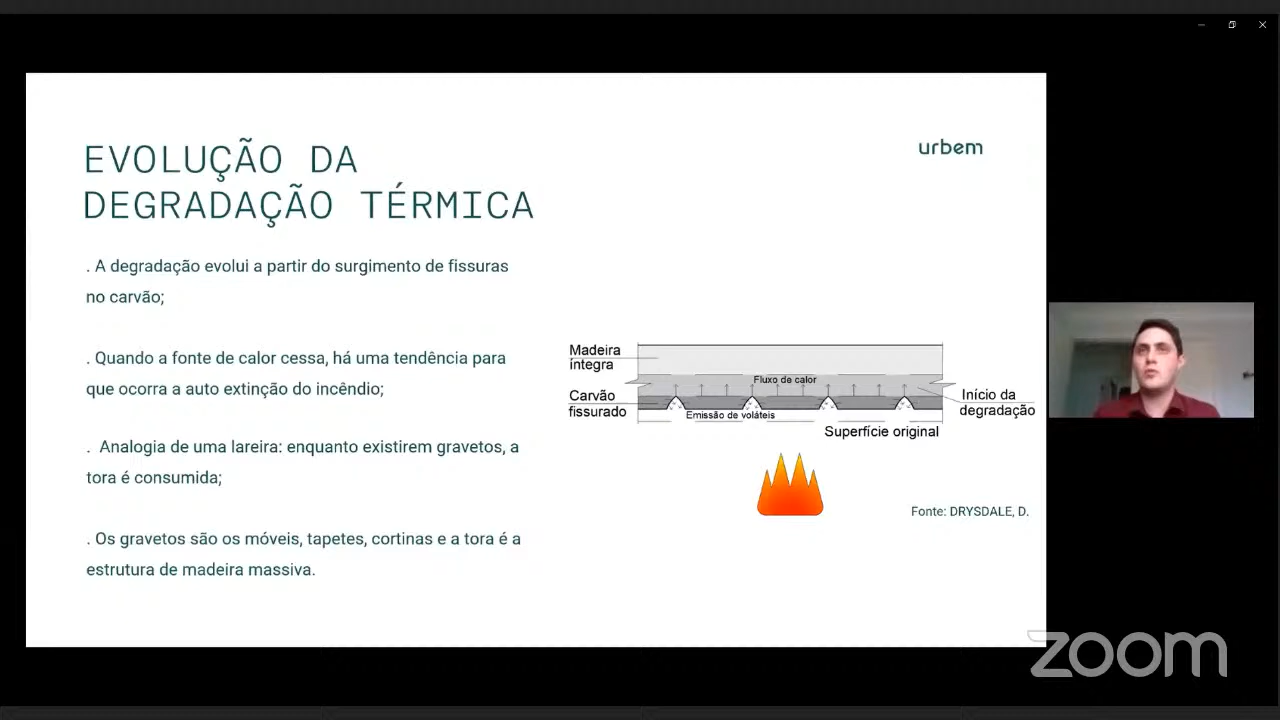 EVOLUÇÃO DA
DEGRADAÇÃO TÉRMICA
urbem
. A degradação evolui a partir do surgimento de fissuras
no carvão;
. Quando a fonte de calor cessa, há uma tendência para
que ocorra a auto extinção do incêndio;
. Analogia de uma lareira: enquanto existirem gravetos, a
tora é consumida;
. Os gravetos são os móveis, tapetes, cortinas e a tora é a
estrutura de madeira massiva.
Madeira
íntegra
Fluxo de calor
Carvão
fissurado
Emissão de voláteis
Início da
degradação
Superfície original
Fonte: DRYSDALE, D.
zoom